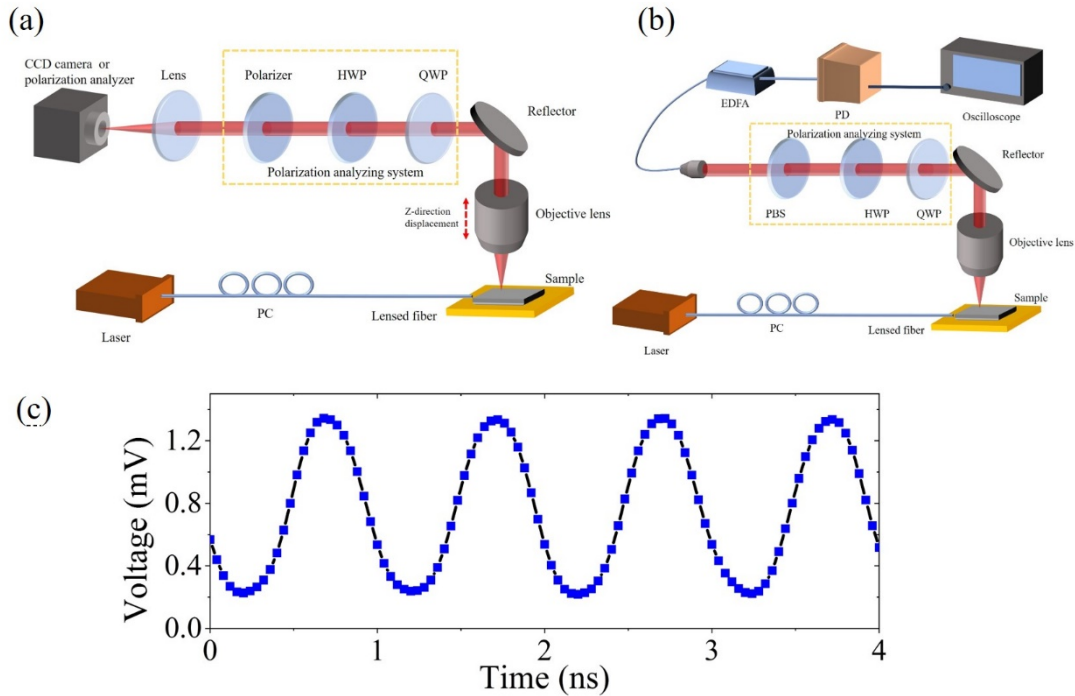 (a)
CCD camera or
polarization analyzer
Lens
Polarizer
HWP
QWP
Reflector
Polarization analyzing system
Z-direction
displacement
Objective lens
Sample
PC
Lensed fiber
Laser
(b)
EDFA
PD
Oscilloscope
Polarization analyzing system
Reflector
PBS
HWP
QWP
Objective lens
Sample
PC
Lensed fiber
Laser
(c)
Voltage (mV)
1.2
0.8
0.4
0.0
0
1
2
3
4
Time (ns)